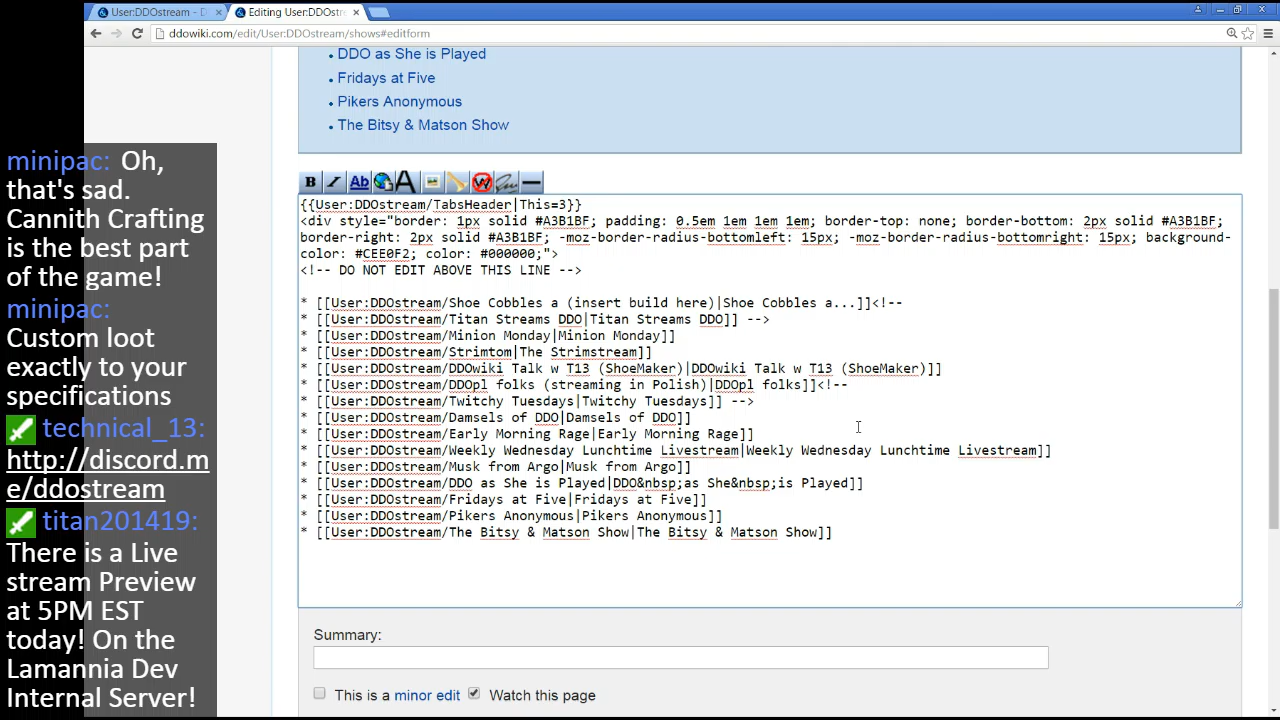 User:DDOstream - D
Editing User:DDOstre
ddowiki.com/edit/User:DDOstream/shows#editform
DDO as She is Played
Fridays at Five
Pikers Anonymous
The Bitsy & Matson Show
B I Ab A W
{{User:DDOstream/TabsHeader|This=3}}
<div style="border: 1px solid #A3B1BF; padding: 0.5em 1em 1em 1em; border-top: none; border-bottom: 2px solid #A3B1BF;
border-right: 2px solid #A3B1BF; -moz-border-radius-bottomleft: 15px; -moz-border-radius-bottomright: 15px; background-
color: #CEE0F2; color: #000000;">
<!-- DO NOT EDIT ABOVE THIS LINE -->
* [[User:DDOstream/Shoe Cobbles a (insert build here)|Shoe Cobbles a...]]<!--
* [[User:DDOstream/Titan Streams DDO|Titan Streams DDO]] -->
* [[User:DDOstream/Minion Monday|Minion Monday]]
* [[User:DDOstream/Strimtom|The Strimstream]]
* [[User:DDOstream/DDOwiki Talk w T13 (ShoeMaker)|DDOwiki Talk w T13 (ShoeMaker)]]
* [[User:DDOstream/DDOpl folks (streaming in Polish)|DDOpl folks]]<!--
* [[User:DDOstream/Twitchy Tuesdays|Twitchy Tuesdays]] -->
* [[User:DDOstream/Damsels of DDO|Damsels of DDO]]
* [[User:DDOstream/Early Morning Rage|Early Morning Rage]]
* [[User:DDOstream/Weekly Wednesday Lunchtime Livestream|Weekly Wednesday Lunchtime Livestream]]
* [[User:DDOstream/Musk from Argo|Musk from Argo]]
* [[User:DDOstream/DDO as She is Played|DDO&nbsp;as She&nbsp;is Played]]
* [[User:DDOstream/Fridays at Five|Fridays at Five]]
* [[User:DDOstream/Pikers Anonymous|Pikers Anonymous]]
* [[User:DDOstream/The Bitsy & Matson Show|The Bitsy & Matson Show]]
Summary:
This is a minor edit Watch this page
minipac: Oh,
that's sad.
Cannith Crafting
is the best part
of the game!
minipac:
Custom loot
exactly to your
specifications
technical_13:
http://discord.m
e/ddostream
titan201419:
There is a Live
stream Preview
at 5PM EST
today! On the
Lamannia Dev
Internal Server!